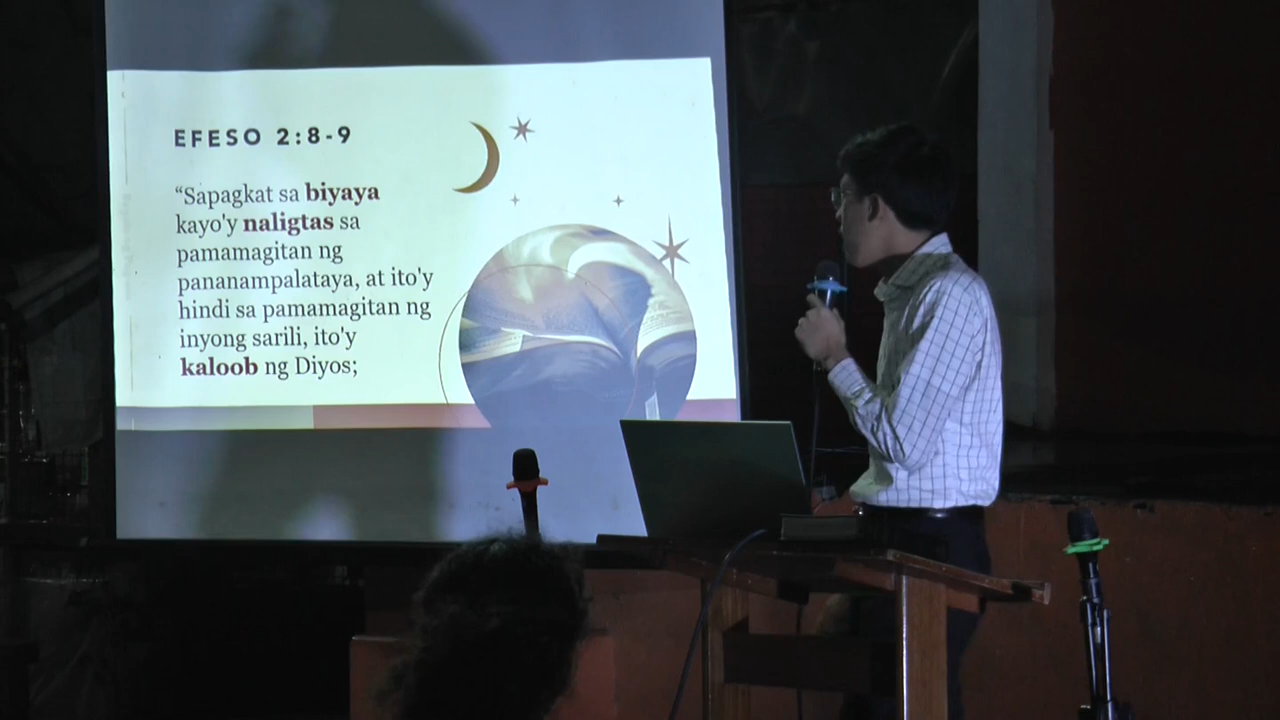 EFESO 2:8-9
“Sapagkat sa biyaya
kayo'y naligtas sa
pamamagitan ng
pananampalataya, at ito'y
hindi sa pamamagitan ng
inyong sarili, ito'y
kaloob ng Diyos;